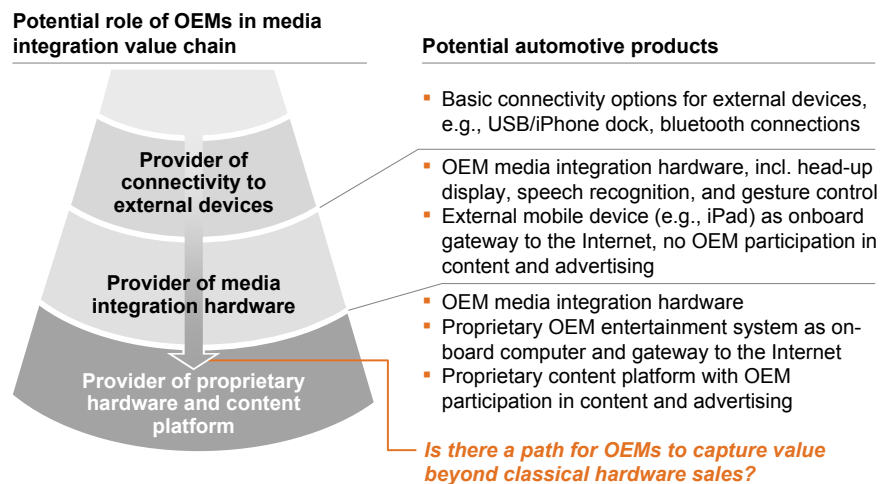 Potential role of OEMs in media
integration value chain
Provider of
connectivity to
external devices
Provider of media
integration hardware
Provider of proprietary
hardware and content
platform
Potential automotive products
▪ Basic connectivity options for external devices,
e.g., USB/iPhone dock, bluetooth connections
▪ OEM media integration hardware, incl. head-up
display, speech recognition, and gesture control
▪ External mobile device (e.g., iPad) as onboard
gateway to the Internet, no OEM participation in
content and advertising
▪ OEM media integration hardware
▪ Proprietary OEM entertainment system as on-
board computer and gateway to the Internet
▪ Proprietary content platform with OEM
participation in content and advertising
Is there a path for OEMs to capture value
beyond classical hardware sales?